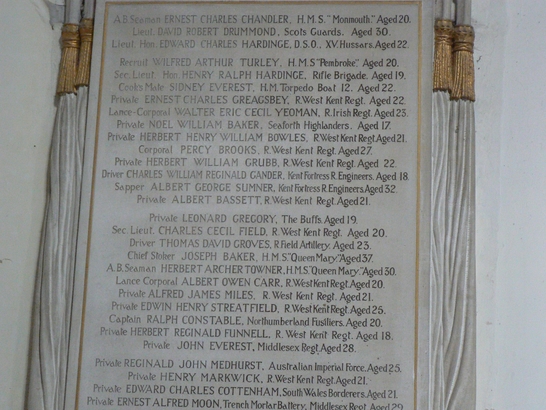 A.B. Seaman ERNEST CHARLES CHANDLER, H.M.S. "Monmouth." Aged 20.
Lieut. DAVID ROBERT DRUMMOND, Scots Guards. Aged 30.
Lieut. Hon. EDWARD CHARLES HARDINGE, D.S.O., XV. Hussars. Aged 22.
Recruit WILFRED ARTHUR TURLEY, H.M.S "Pembroke". Aged 20.
Sec. Lieut. Hon. HENRY RALPH HARDINGE, Rifle Brigade. Aged 19.
Cook's Mate SIDNEY EVEREST, H.M. Torpedo Boat 12. Aged 22.
Private ERNEST CHARLES GREAGSBEY, R. West Kent Regt. Aged 22.
Lance-Corporal WALTER ERIC CECIL YEOMAN, R. Irish Regt. Aged 23.
Private NOEL WILLIAM BAKER, Seaforth Highlanders. Aged 17.
Private HERBERT HENRY WILLIAM BOWLES, R. West Kent Regt. Aged 21.
Corporal PERCY BROOKS, R. West Kent Regt. Aged 27.
Private HERBERT WILLIAM GRUBB, R. West Kent Regt. Aged 22.
Driver CHARLES WILLIAM REGINALD GANDER, Kent Fortress R. Engineers. Aged 18.
Sapper ALBERT GEORGE SUMNER, Kent Fortress R. Engineers. Aged 32.
Private ALBERT BASSETT, R. West Kent Regt. Aged 21.
Private LEONARD GREGORY, The Buffs. Aged 19.
Sec. Lieut. CHARLES CECIL FIELD, R. West Kent Regt. Aged 20.
Driver THOMAS DAVID GROVES, R. Field Artillery. Aged 23.
Chief Stoker JOSEPH BAKER, H.M.S. "Queen Mary." Aged 37.
A.B. Seaman HERBERT ARCHER TOWNER, H.M.S. "Queen Mary." Aged 30.
Lance Corporal ALBERT OWEN CARR, R. West Kent Regt. Aged 20.
Private ALFRED JAMES MILES, R. West Kent Regt. Aged 21.
Private EDWIN HENRY STREATFIELD, R. West Kent Regt. Aged 25.
Captain RALPH CONSTABLE, Northumberland Fusiliers. Aged 20.
Private HERBERT REGINALD FUNNELL, R. West Kent Regt. Aged 18.
Private JOHN EVEREST, Middlesex Regt. Aged 28.
Private REGINALD JOHN MEDHURST, Australian Imperial Force. Aged 25.
Private HENRY MARKWICK, R. West Kent Regt. Aged 21.
Private EDWARD CHARLES COTTENHAM, South Wales Borderers. Aged 21.
Private ERNEST ALFRED MOON, Trench Mortar Battery, Middlesex Regt. Aged 29